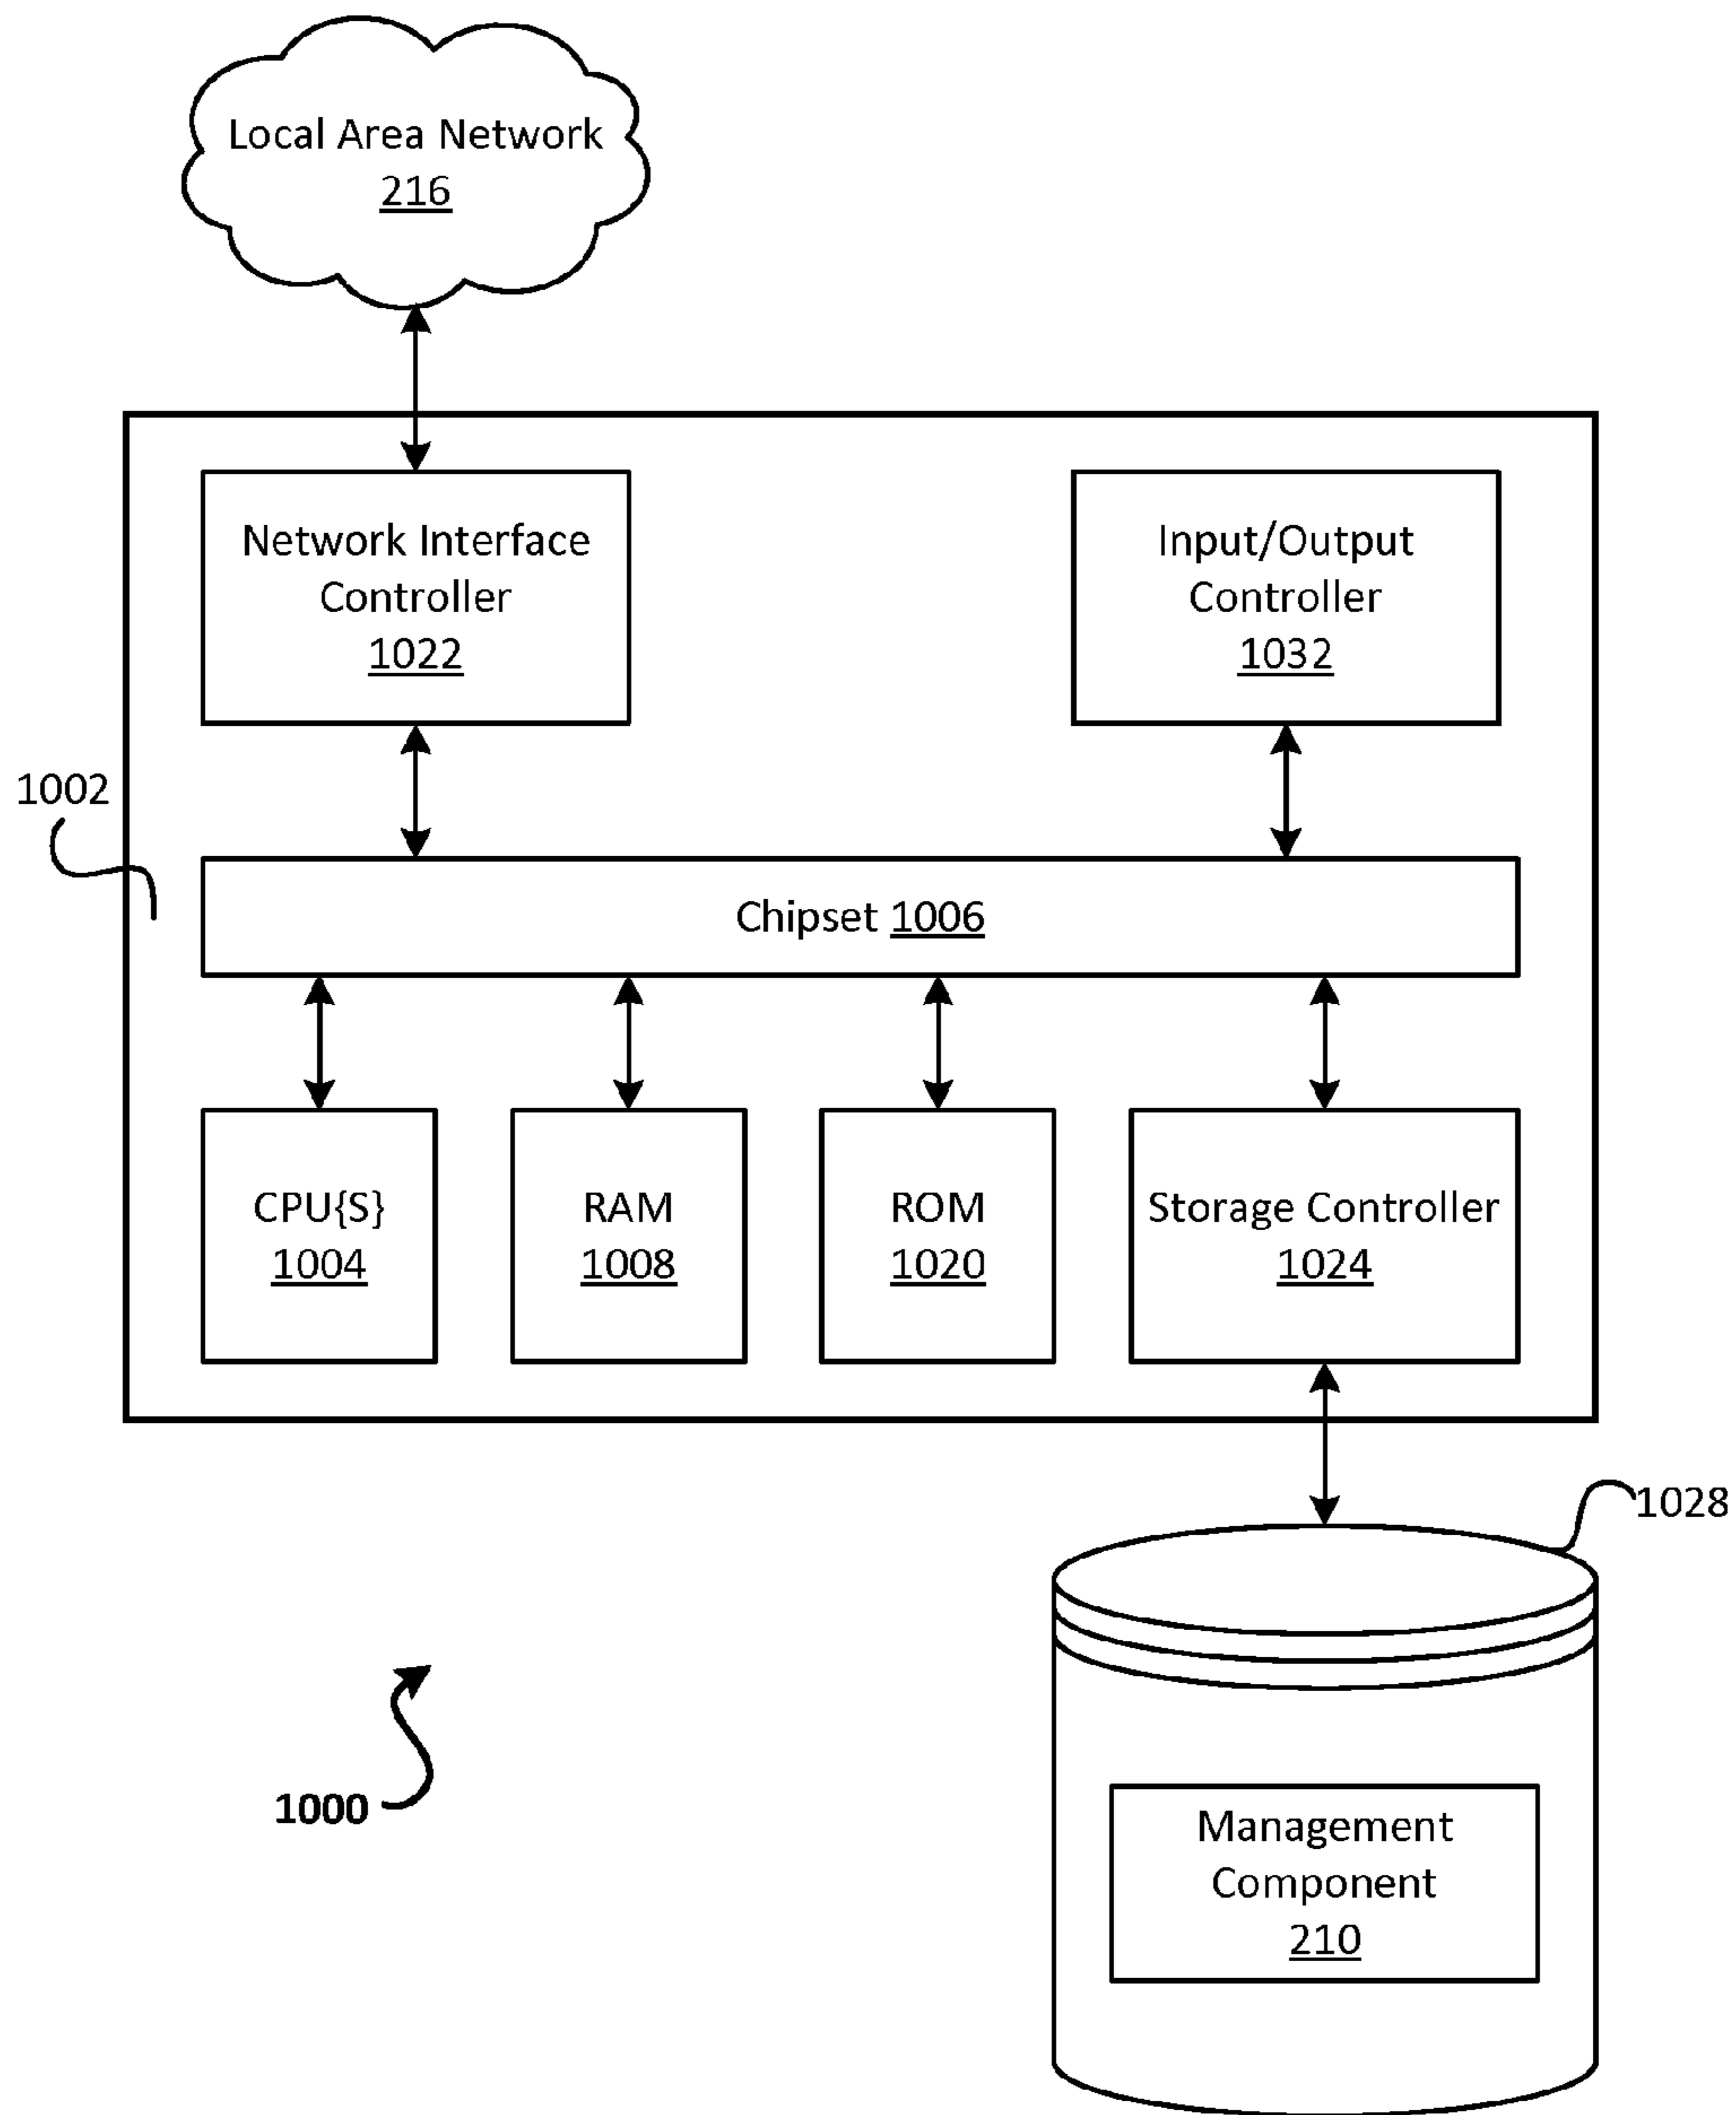 Local Area Network
216
Network Interface
Controller
1022
Input/Output
Controller
1032
1002
Chipset 1006
CPU{S}
1004
RAM
1008
ROM
1020
Storage Controller
1024
1028
1000
Management
Component
210